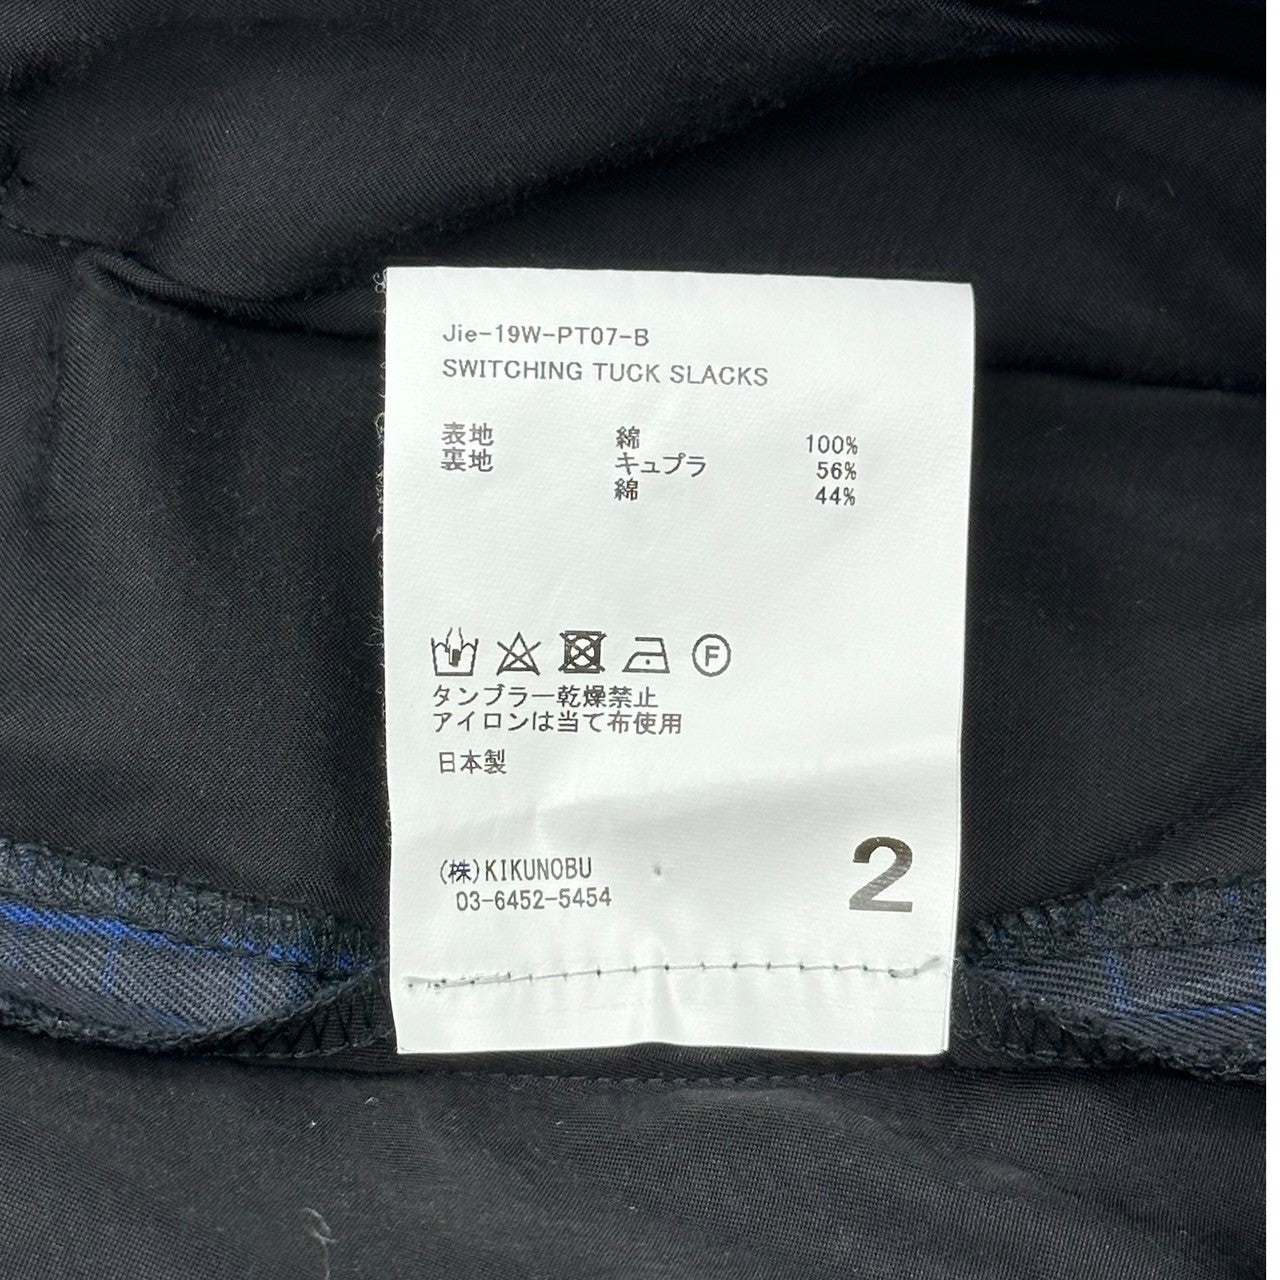 Jie-19W-PT07-B
SWITCHING TUCK SLACKS
表地 綿 100%
裏地 キュプラ 56%
綿 44%
F
タンブラー乾燥禁止
アイロンは当て布使用
日本製
(株)KIKUNOBU
03-6452-5454
2